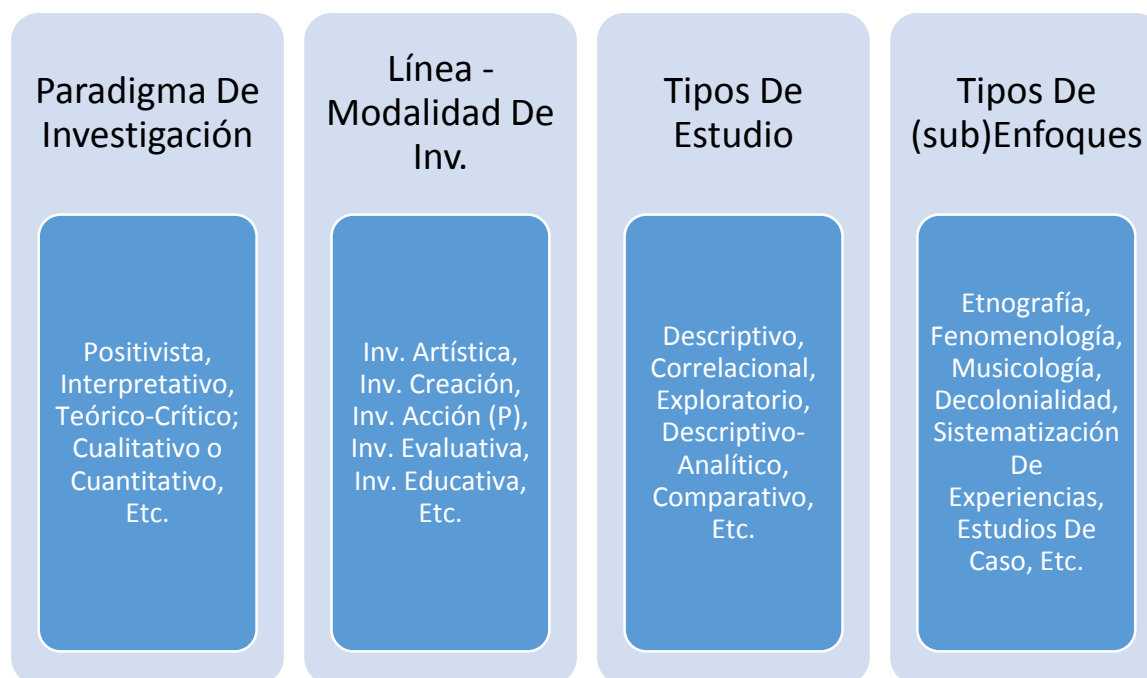 Paradigma De
Investigación
Positivista,
Interpretativo,
Teórico-Crítico;
Cualitativo o
Cuantitativo,
Etc.
Línea -
Modalidad De
Inv.
Inv. Artística,
Inv. Creación,
Inv. Acción (P),
Inv. Evaluativa,
Inv. Educativa,
Etc.
Tipos De
Estudio
Descriptivo,
Correlacional,
Exploratorio,
Descriptivo-
Analítico,
Comparativo,
Etc.
Tipos De
(sub)Enfoques
Etnografía,
Fenomenología,
Musicología,
Decolonialidad,
Sistematización
De
Experiencias,
Estudios De
Caso, Etc.